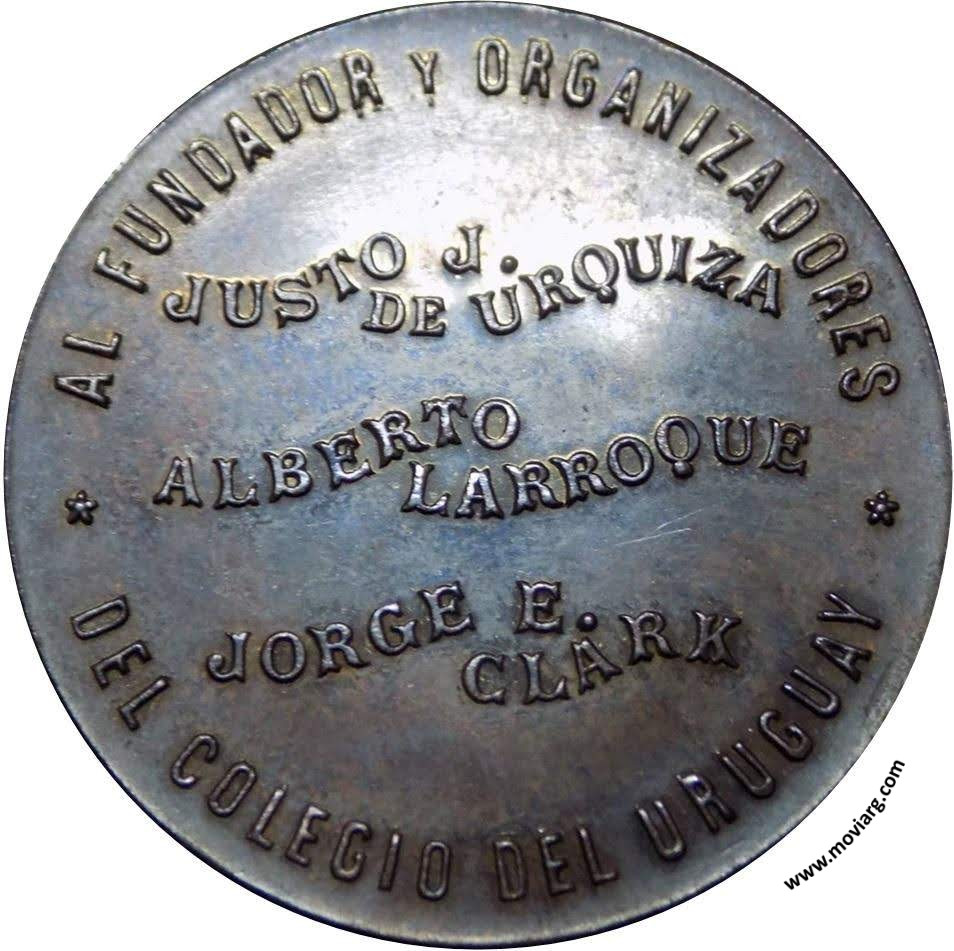 AL FUNDADOR Y ORGANIZADORES
JUSTO J.
DE URQUIZA
ALBERTO
LARROQUE
JORGE E.
CLARK
* DEL COLEGIO DEL URUGUAY *
www.moviarg.com